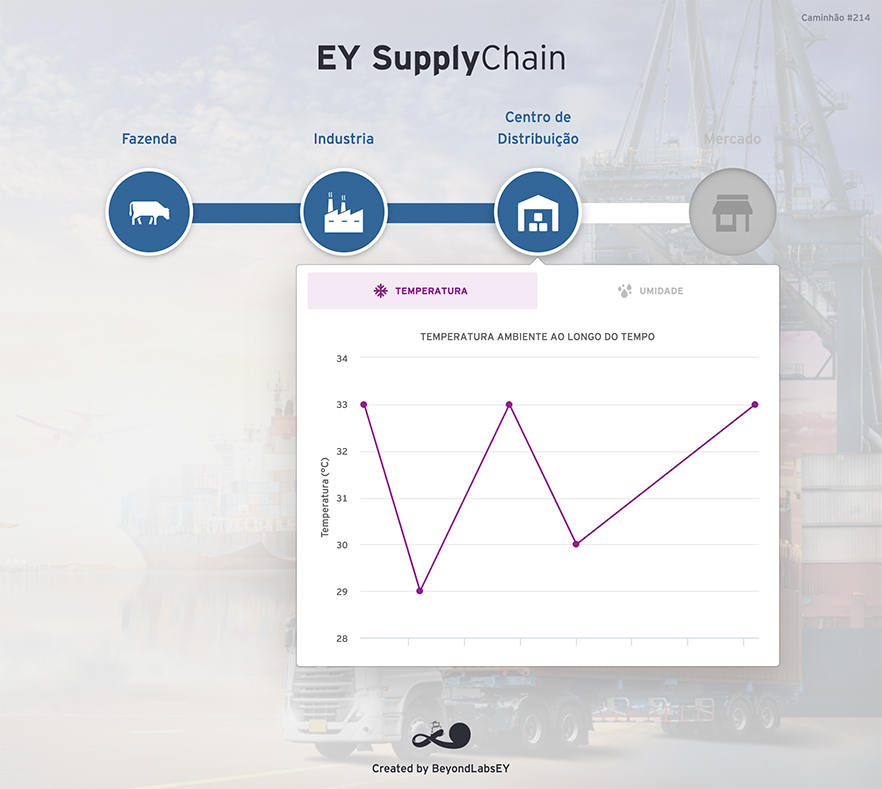 Caminhão #214
EY SupplyChain
Fazenda
Industria
Centro de
Distribuição
Mercado
TEMPERATURA
UMIDADE
TEMPERATURA AMBIENTE AO LONGO DO TEMPO
Temperatura (°C)
34
33
32
31
30
29
28
Created by BeyondLabsEY